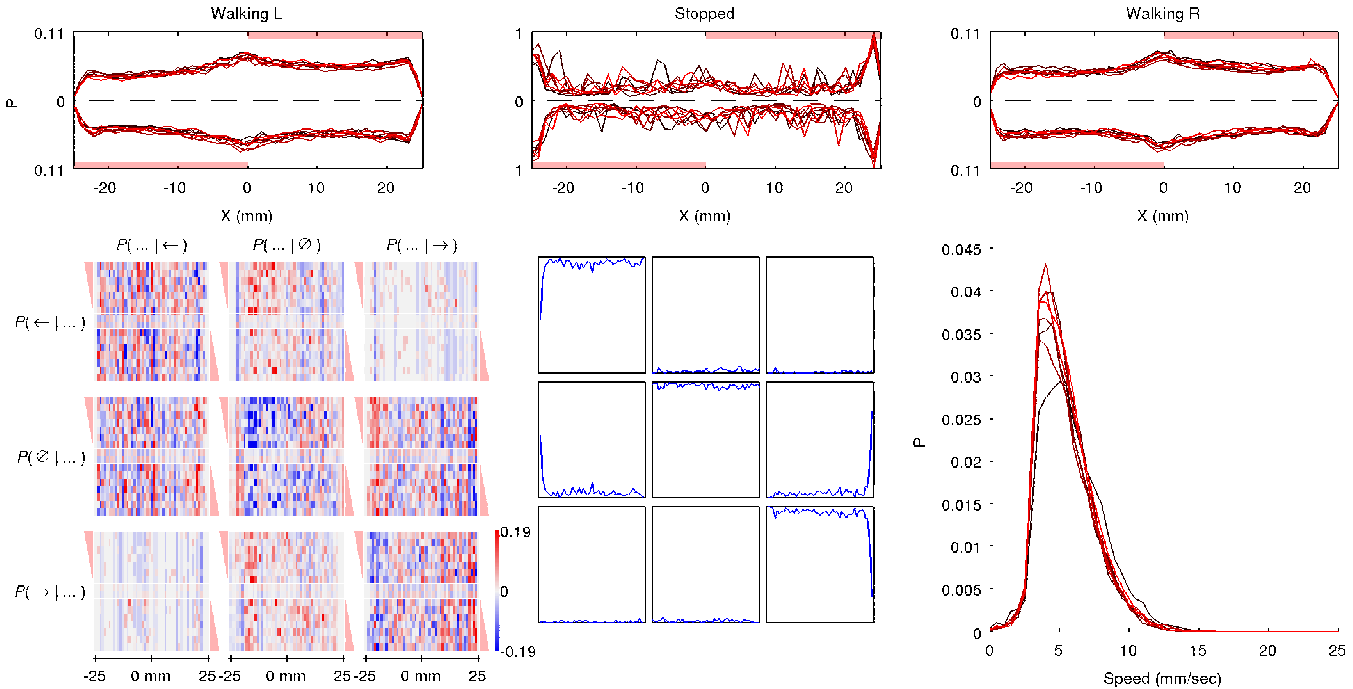 Walking L
Stopped
Walking R
0.11
0
0.11
P
-20 -10 0 10 20
X (mm)
1
0
1
-20 -10 0 10 20
X (mm)
0.11
0
0.11
-20 -10 0 10 20
X (mm)
P( ... | ← ) P( ... | ∅ ) P( ... | → )
P( ← | ... )
P( ∅ | ... )
P( → | ... )
0.19
0
-0.19
-25 0 mm 25 -25 0 mm 25 -25 0 mm 25
0.045
0.04
0.035
0.03
0.025
0.02
0.015
0.01
0.005
0
P
0 5 10 15 20 25
Speed (mm/sec)